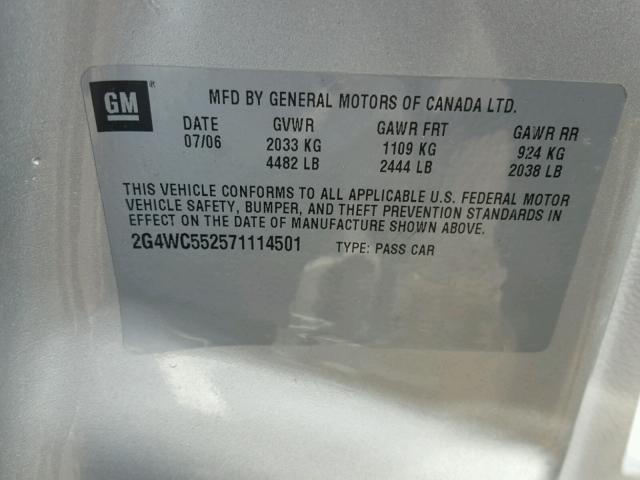 GM ®
MFD BY GENERAL MOTORS OF CANADA LTD.
DATE GVWR GAWR FRT GAWR RR
07/06 2033 KG 1109 KG 924 KG
4482 LB 2444 LB 2038 LB
THIS VEHICLE CONFORMS TO ALL APPLICABLE U.S. FEDERAL MOTOR
VEHICLE SAFETY, BUMPER, AND THEFT PREVENTION STANDARDS IN
EFFECT ON THE DATE OF MANUFACTURE SHOWN ABOVE.
2G4WC552571114501 TYPE: PASS CAR